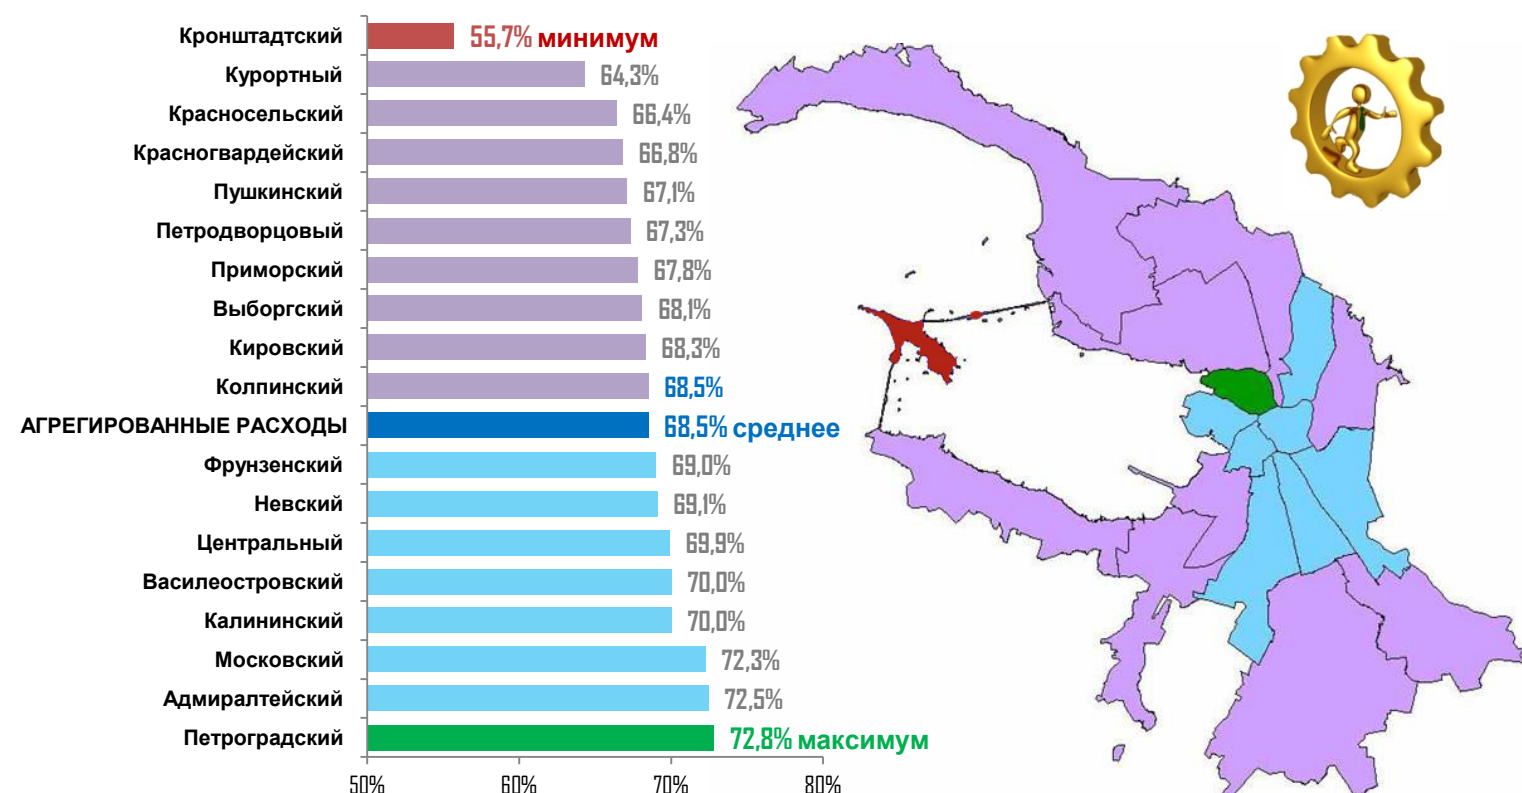 Кронштадтский 55,7% минимум
Курортный 64,3%
Красносельский 66,4%
Красногвардейский 66,8%
Пушкинский 67,1%
Петродворцовый 67,3%
Приморский 67,8%
Выборгский 68,1%
Кировский 68,3%
Колпинский 68,5%
АГРЕГИРОВАННЫЕ РАСХОДЫ 68,5% среднее
Фрунзенский 69,0%
Невский 69,1%
Центральный 69,9%
Василеостровский 70,0%
Калининский 70,0%
Московский 72,3%
Адмиралтейский 72,5%
Петроградский 72,8% максимум
50% 60% 70% 80%